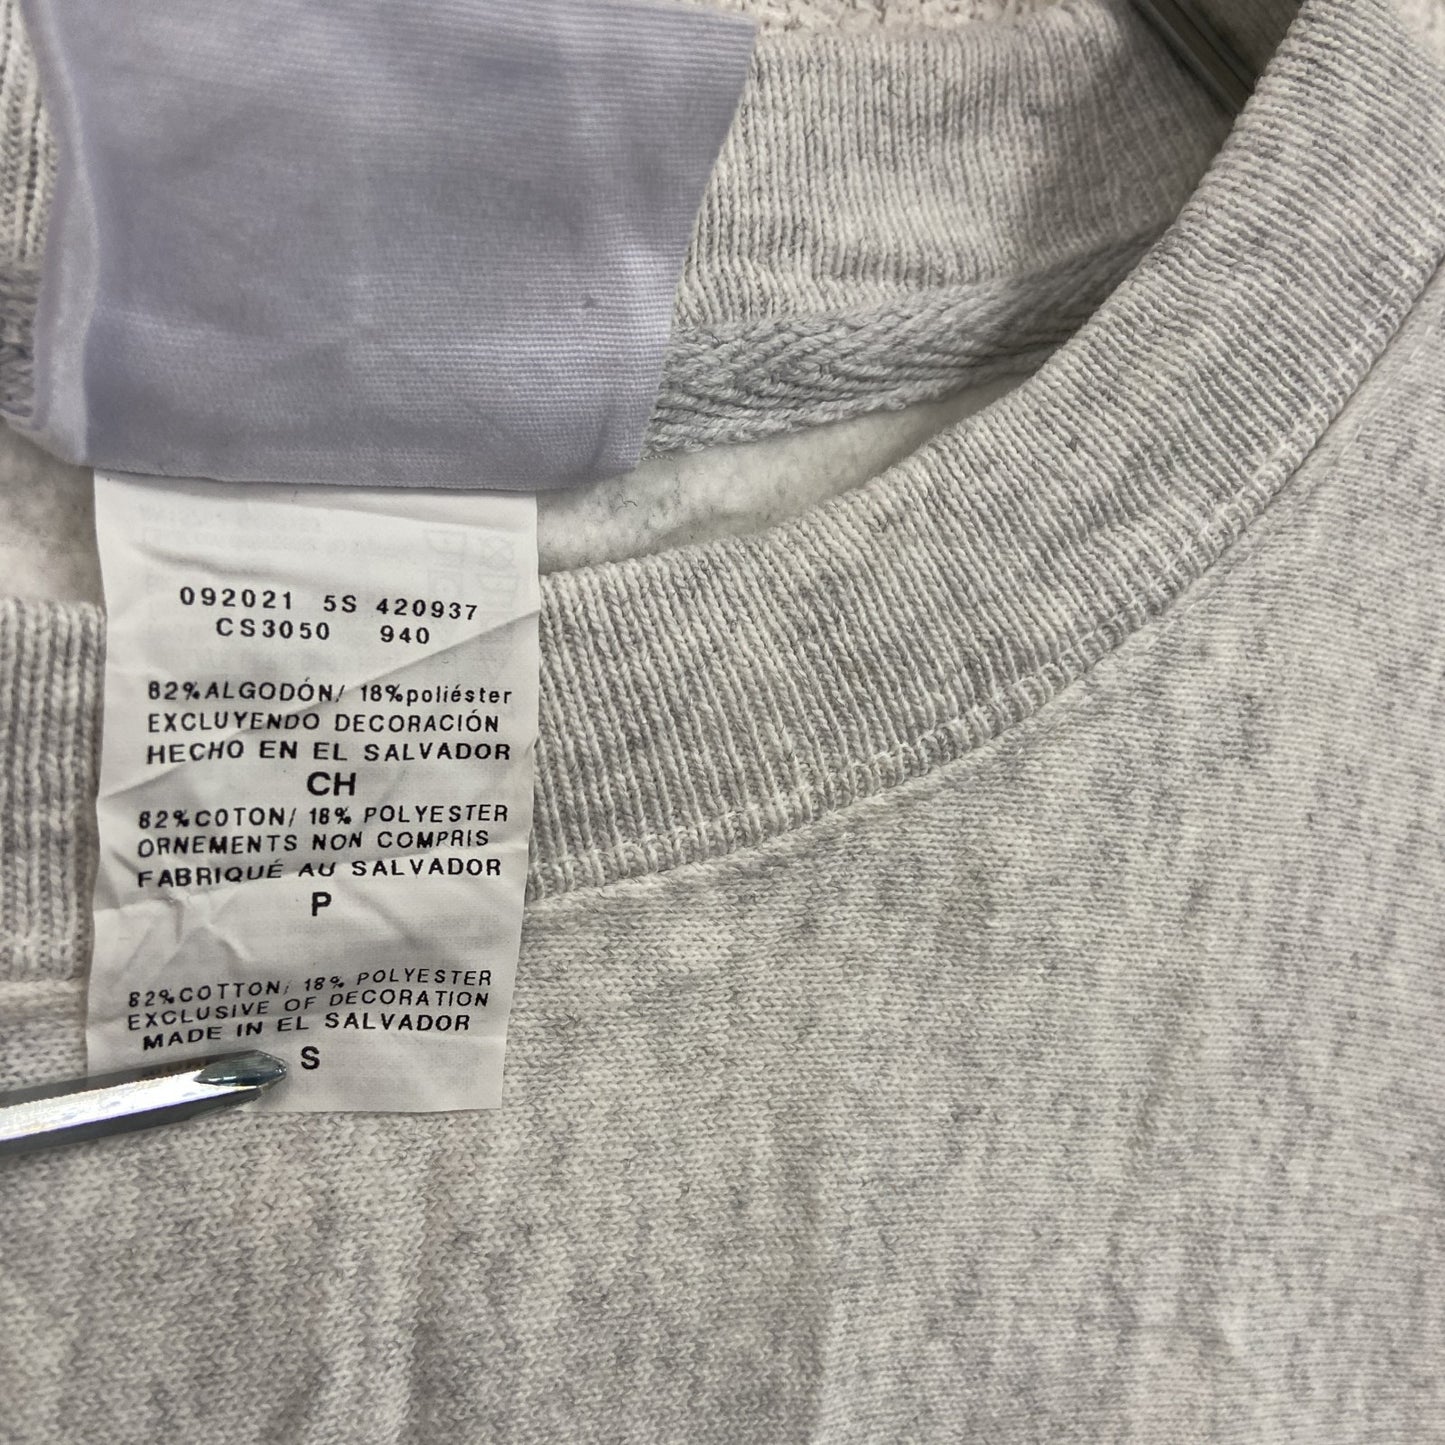 092021 5S 420937
CS3050 940
82%ALGODÓN/ 18%poliéster
EXCLUYENDO DECORACIÓN
HECHO EN EL SALVADOR
CH
82%COTON/ 18% POLYESTER
ORNEMENTS NON COMPRIS
FABRIQUÉ AU SALVADOR
P
82%COTTON/ 18% POLYESTER
EXCLUSIVE OF DECORATION
MADE IN EL SALVADOR
S